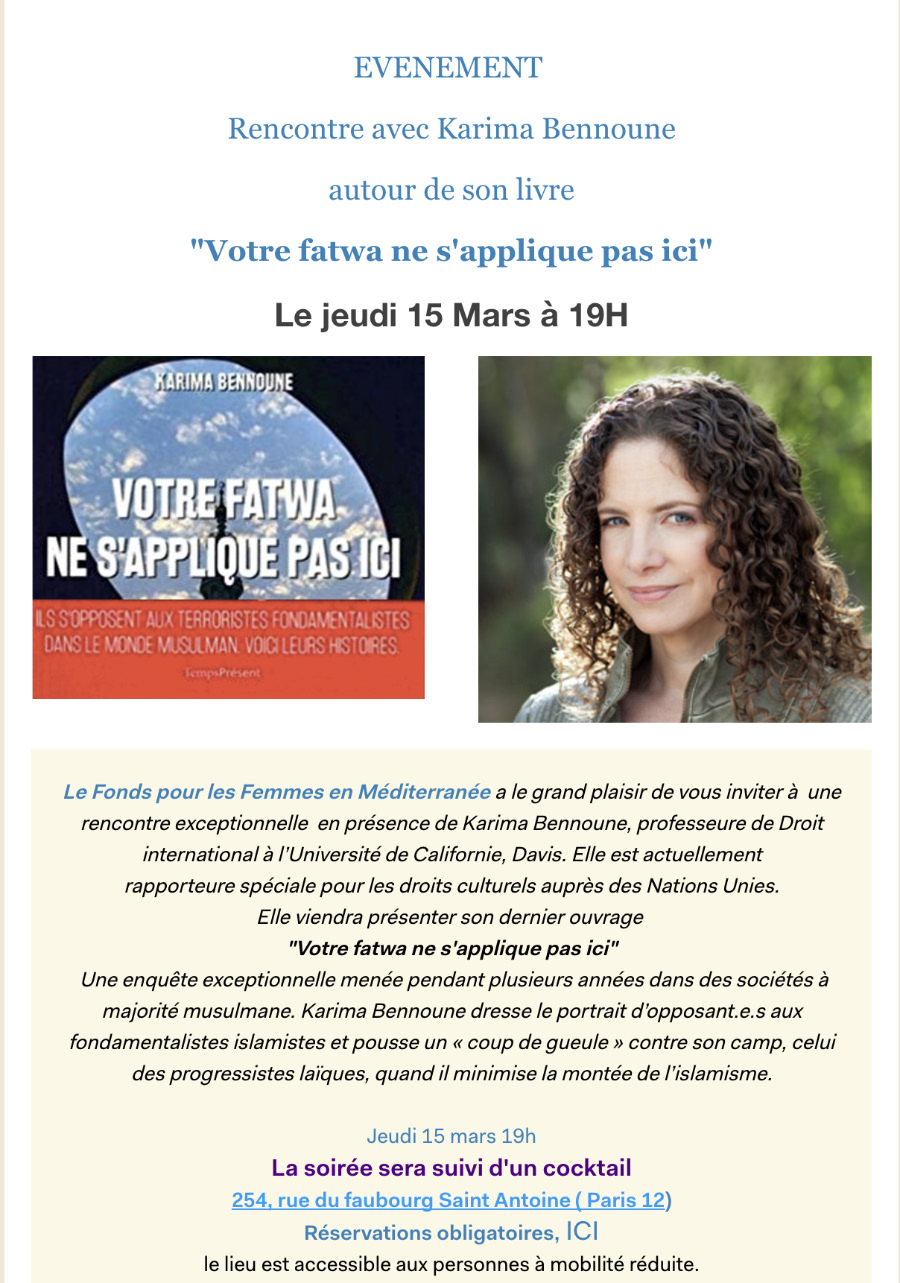 EVENEMENT
Rencontre avec Karima Bennoune
autour de son livre
"Votre fatwa ne s'applique pas ici"
Le jeudi 15 Mars à 19H
KARIMA BENNOUNE
VOTRE FATWA
NE S'APPLIQUE PAS ICI
ILS S'OPPOSENT AUX TERRORISTES FONDAMENTALISTES
DANS LE MONDE MUSULMAN. VOICI LEURS HISTOIRES.
TempsPrésent
Le Fonds pour les Femmes en Méditerranée a le grand plaisir de vous inviter à  une
rencontre exceptionnelle  en présence de Karima Bennoune, professeure de Droit
international à l'Université de Californie, Davis. Elle est actuellement
rapporteure spéciale pour les droits culturels auprès des Nations Unies.
Elle viendra présenter son dernier ouvrage
"Votre fatwa ne s'applique pas ici"
Une enquête exceptionnelle menée pendant plusieurs années dans des sociétés à
majorité musulmane. Karima Bennoune dresse le portrait d'opposant.e.s aux
fondamentalistes islamistes et pousse un « coup de gueule » contre son camp, celui
des progressistes laïques, quand il minimise la montée de l'islamisme.
Jeudi 15 mars 19h
La soirée sera suivi d'un cocktail
254, rue du faubourg Saint Antoine ( Paris 12)
Réservations obligatoires, ICI
le lieu est accessible aux personnes à mobilité réduite.